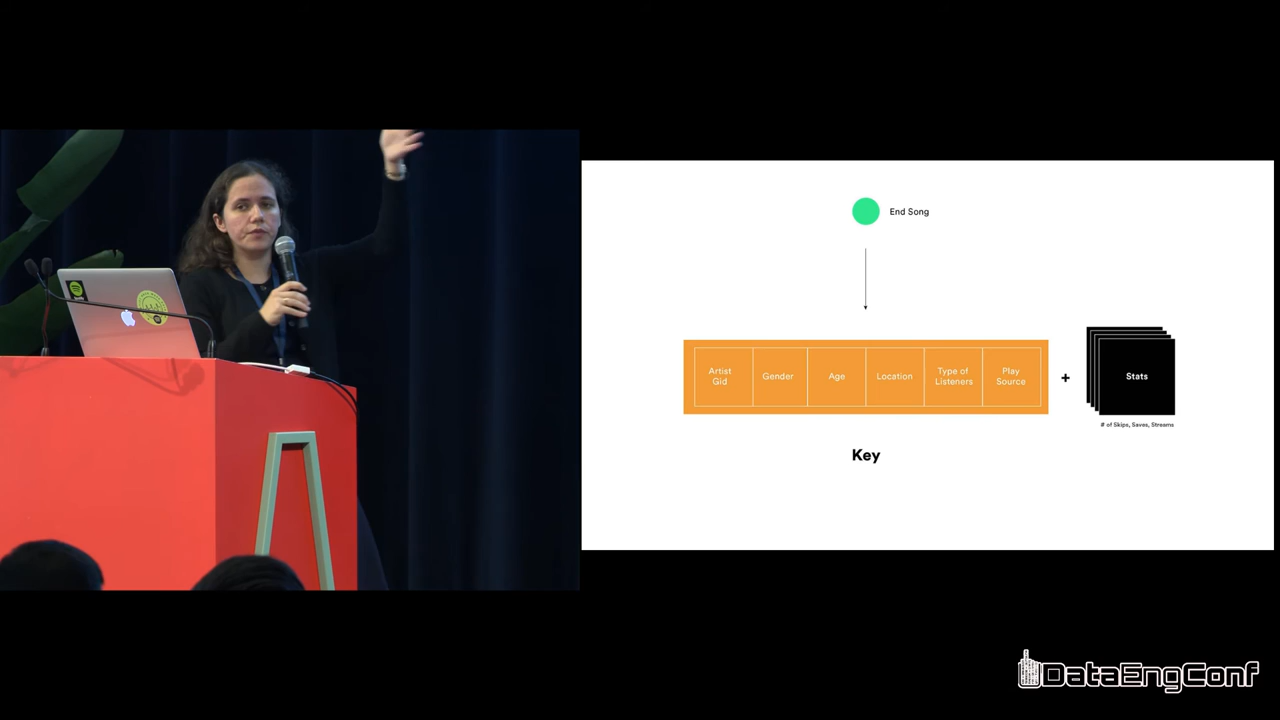 End Song
Artist
Gid
Gender
Age
Location
Type of
Listeners
Play
Source
+
Stats
# of Skips, Saves, Streams
Key
DataEngConf